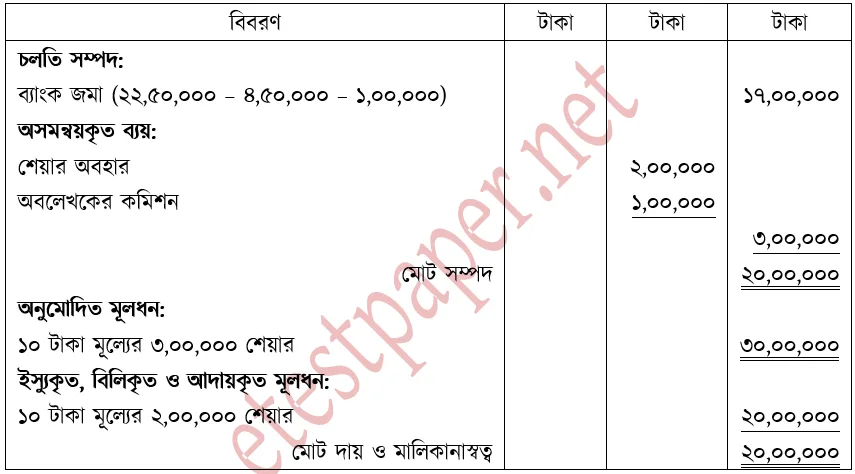 বিবরণ টাকা টাকা টাকা
চলতি সম্পদ:
ব্যাংক জমা (২২,৫০,০০০ – ৪,৫০,০০০ – ১,০০,০০০) ১৭,০০,০০০
অসমন্বয়কৃত ব্যয়:
শেয়ার অবহার ২,০০,০০০
অবলেখকের কমিশন ১,০০,০০০
৩,০০,০০০
মোট সম্পদ ২০,০০,০০০
অনুমোদিত মূলধন:
১০ টাকা মূল্যের ৩,০০,০০০ শেয়ার ৩০,০০,০০০
ইস্যুকৃত, বিলিকৃত ও আদায়কৃত মূলধন:
১০ টাকা মূল্যের ২,০০,০০০ শেয়ার ২০,০০,০০০
মোট দায় ও মালিকানাস্বত্ব ২০,০০,০০০
etestpaper.net